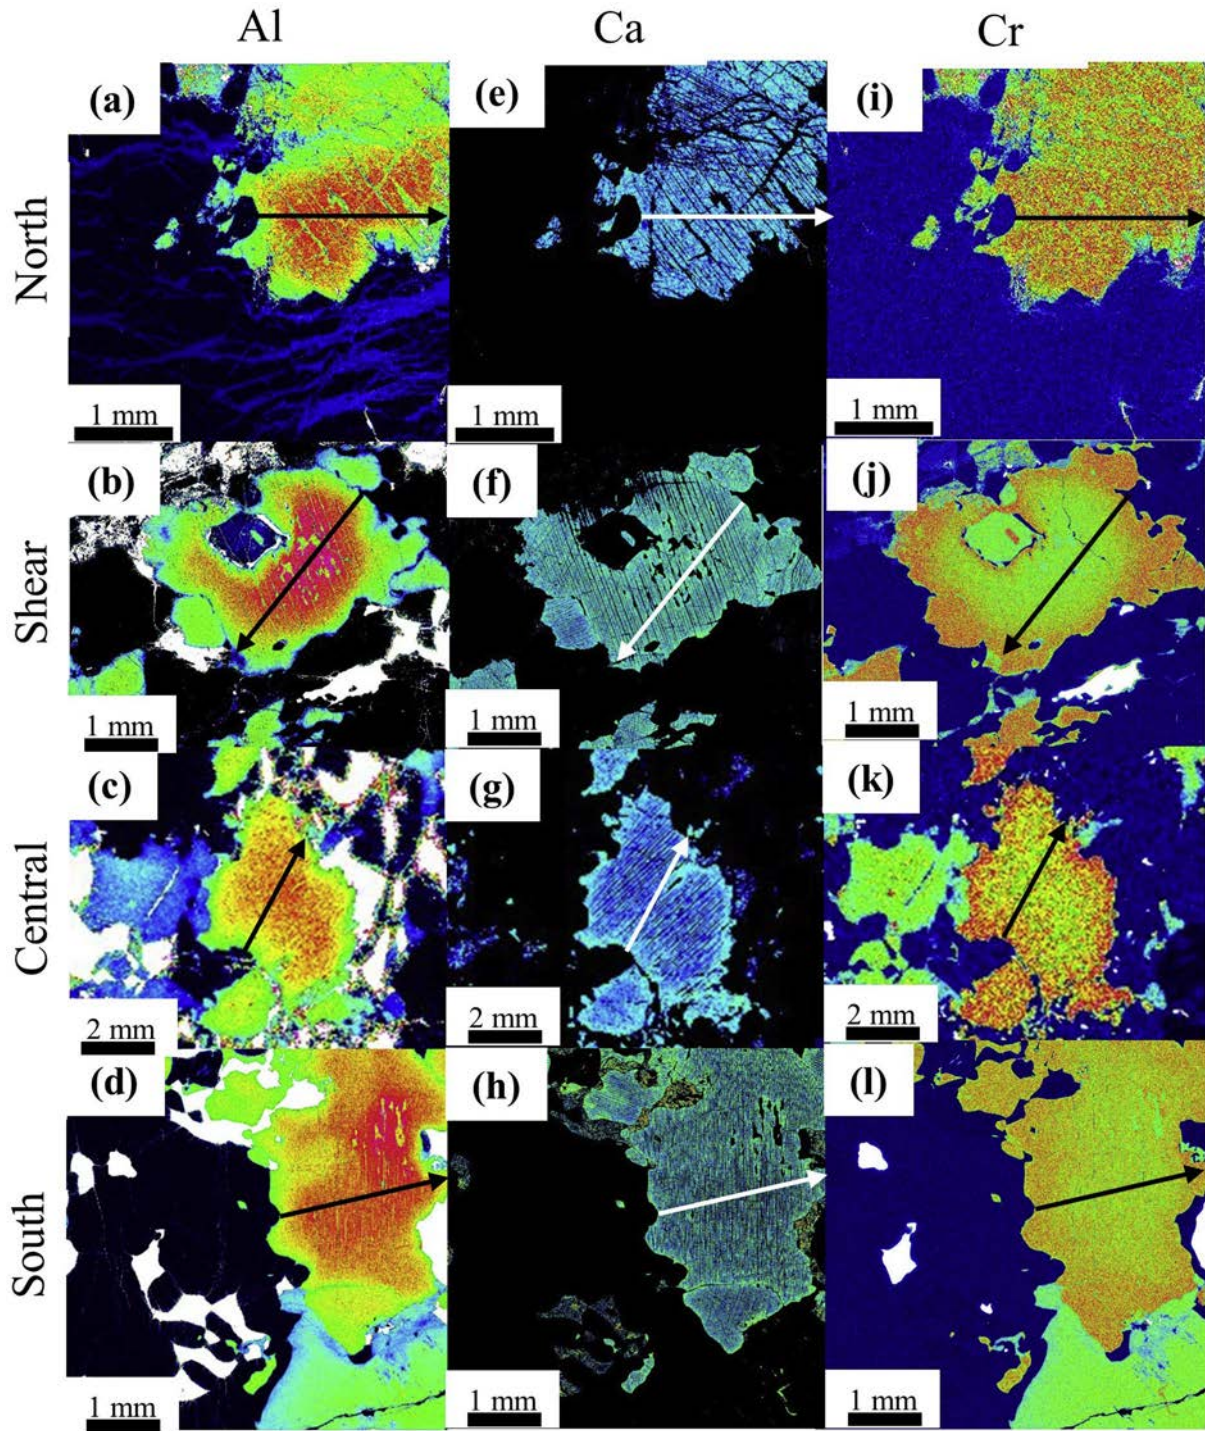 Al Ca Cr
North (a) (e) (i)
1 mm 1 mm 1 mm
Shear (b) (f) (j)
1 mm 1 mm 1 mm
Central (c) (g) (k)
2 mm 2 mm 2 mm
South (d) (h) (l)
1 mm 1 mm 1 mm